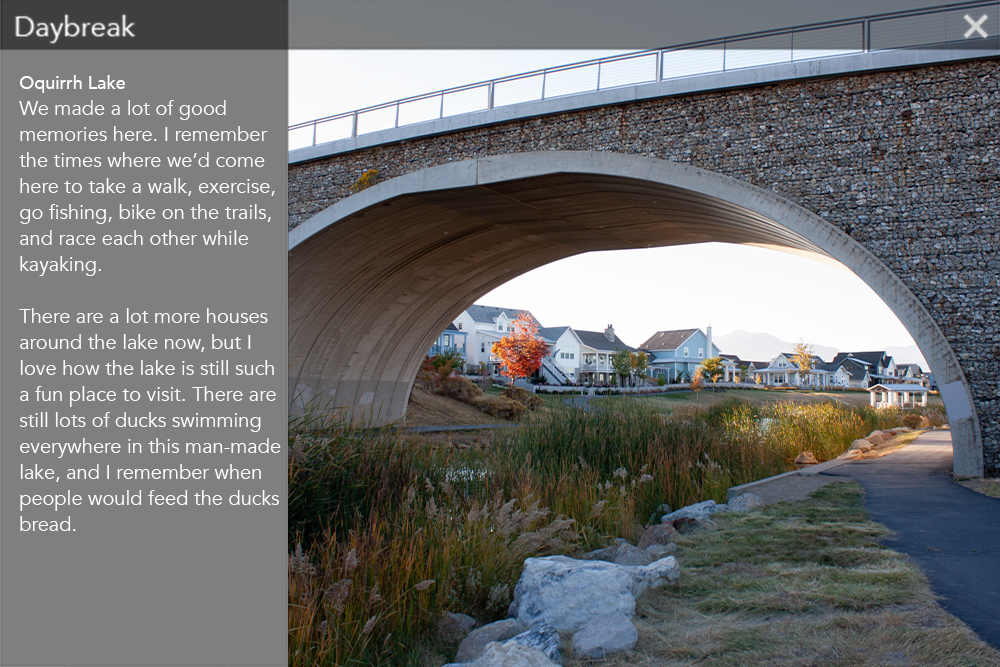 Daybreak
Oquirrh Lake
We made a lot of good
memories here. I remember
the times where we’d come
here to take a walk, exercise,
go fishing, bike on the trails,
and race each other while
kayaking.
There are a lot more houses
around the lake now, but I
love how the lake is still such
a fun place to visit. There are
still lots of ducks swimming
everywhere in this man-made
lake, and I remember when
people would feed the ducks
bread.